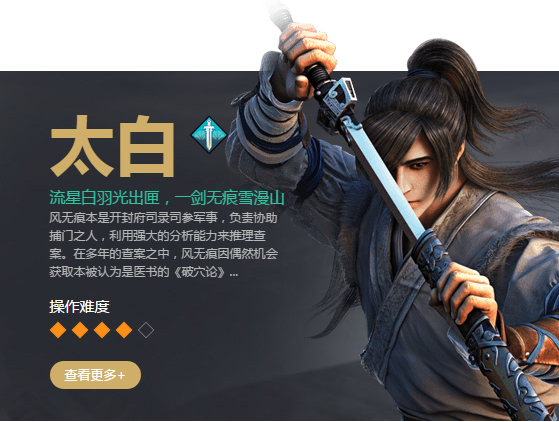 太白
流星白羽光出匣，一剑无痕雪漫山
风无痕本是开封府司录司参军事，负责协助
捕门之人，利用强大的分析能力来推理查
案。在多年的查案之中，风无痕因偶然机会
获取本被认为是医书的《破穴论》...
操作难度
查看更多+